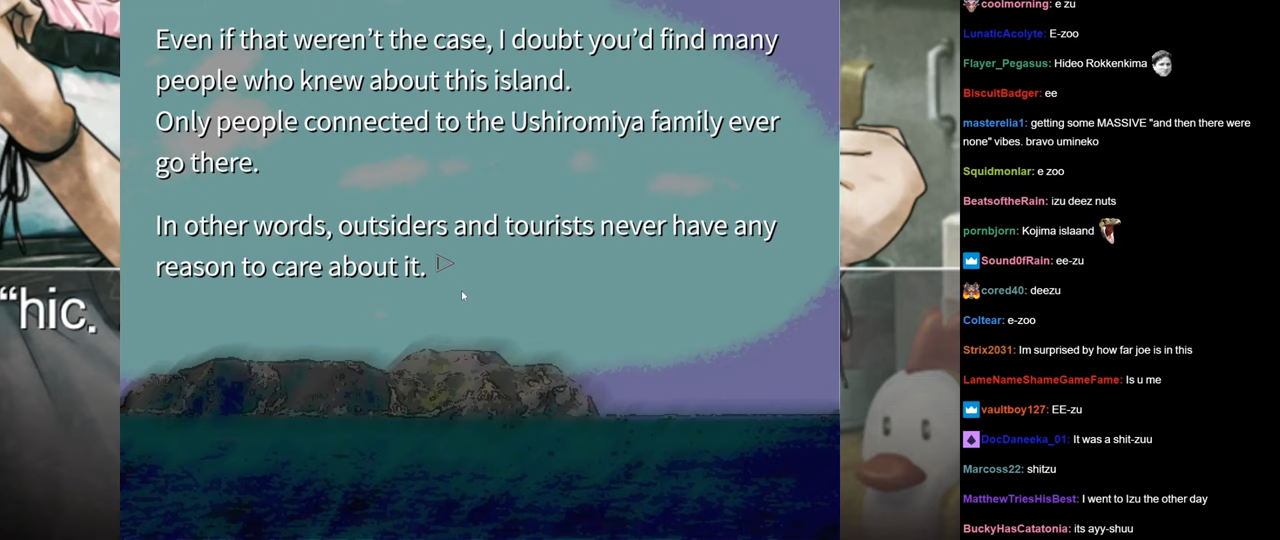 Even if that weren't the case, I doubt you'd find many
people who knew about this island.
Only people connected to the Ushiromiya family ever
go there.
In other words, outsiders and tourists never have any
reason to care about it.
“hic.
coolmorning: e zu
LunaticAcolyte: E-zoo
Flayer_Pegasus: Hideo Rokkenkima
BiscuitBadger: ee
masterelia1: getting some MASSIVE "and then there were
none" vibes. bravo umineko
Squidmonlar: e zoo
BeatsoftheRain: izu deez nuts
pornbjorn: Kojima islaand
Sound0fRain: ee-zu
cored40: deezu
Coltear: e-zoo
Strix2031: Im surprised by how far joe is in this
LameNameShameGameFame: Is u me
vaultboy127: EE-zu
DocDaneeka_01: It was a shit-zuu
Marcoss22: shitzu
MatthewTriesHisBest: I went to Izu the other day
BuckyHasCatatonia: its ayy-shuu